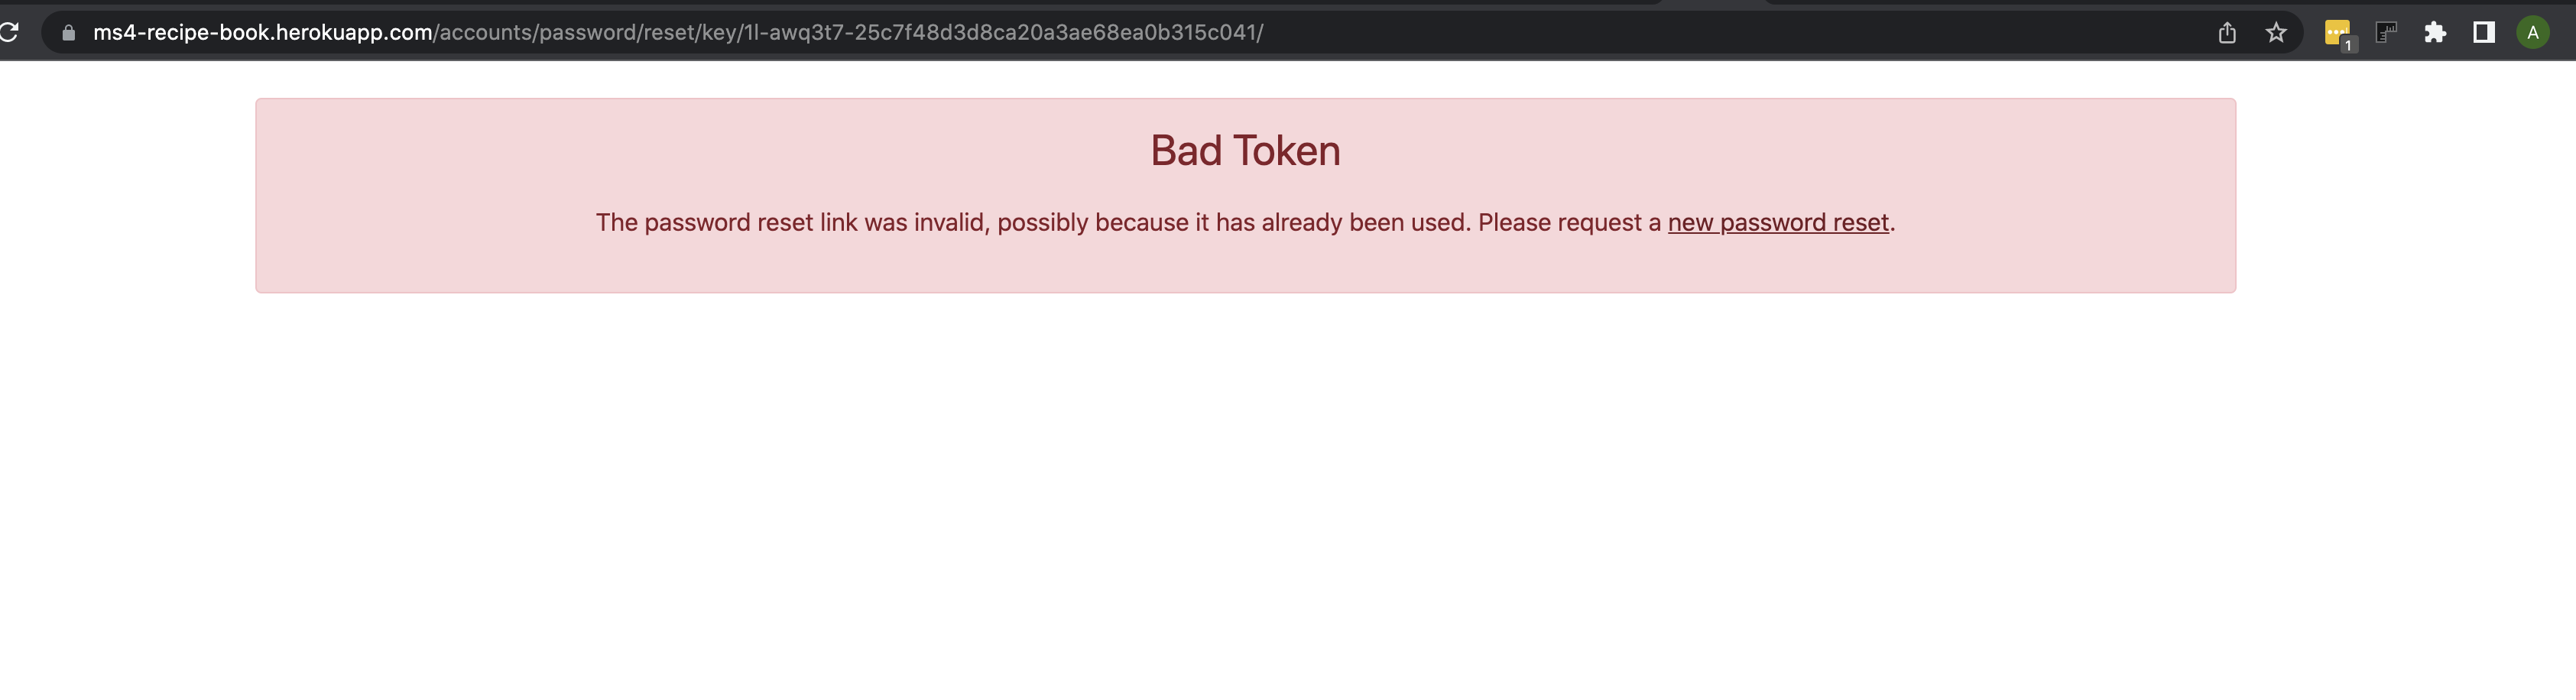 ms4-recipe-book.herokuapp.com/accounts/password/reset/key/1l-awq3t7-25c7f48d3d8ca20a3ae68ea0b315c041/
1
A
Bad Token
The password reset link was invalid, possibly because it has already been used. Please request a new password reset.